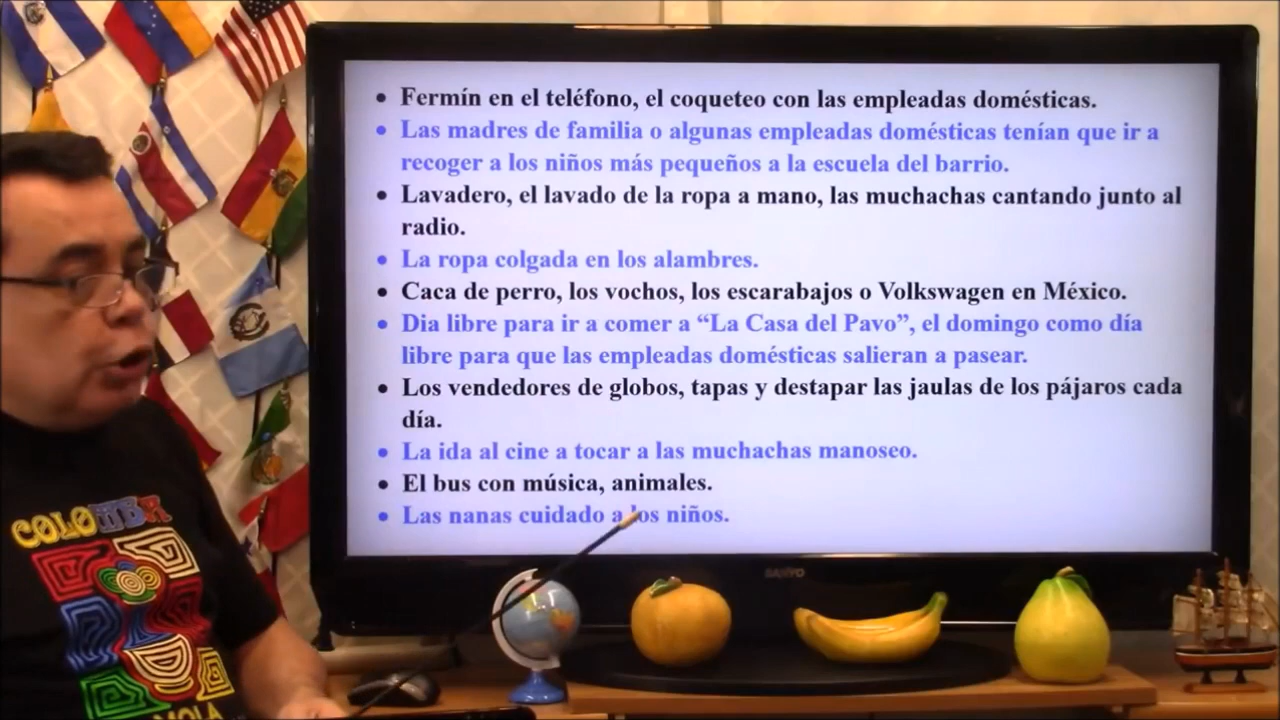 • Fermín en el teléfono, el coqueteo con las empleadas domésticas.
• Las madres de familia o algunas empleadas domésticas tenían que ir a
recoger a los niños más pequeños a la escuela del barrio.
• Lavadero, el lavado de la ropa a mano, las muchachas cantando junto al
radio.
• La ropa colgada en los alambres.
• Caca de perro, los vochos, los escarabajos o Volkswagen en México.
• Dia libre para ir a comer a “La Casa del Pavo”, el domingo como día
libre para que las empleadas domésticas salieran a pasear.
• Los vendedores de globos, tapas y destapar las jaulas de los pájaros cada
día.
• La ida al cine a tocar a las muchachas manoseo.
• El bus con música, animales.
• Las nanas cuidado a los niños.
SANYO
COLOMBIA
MOLA